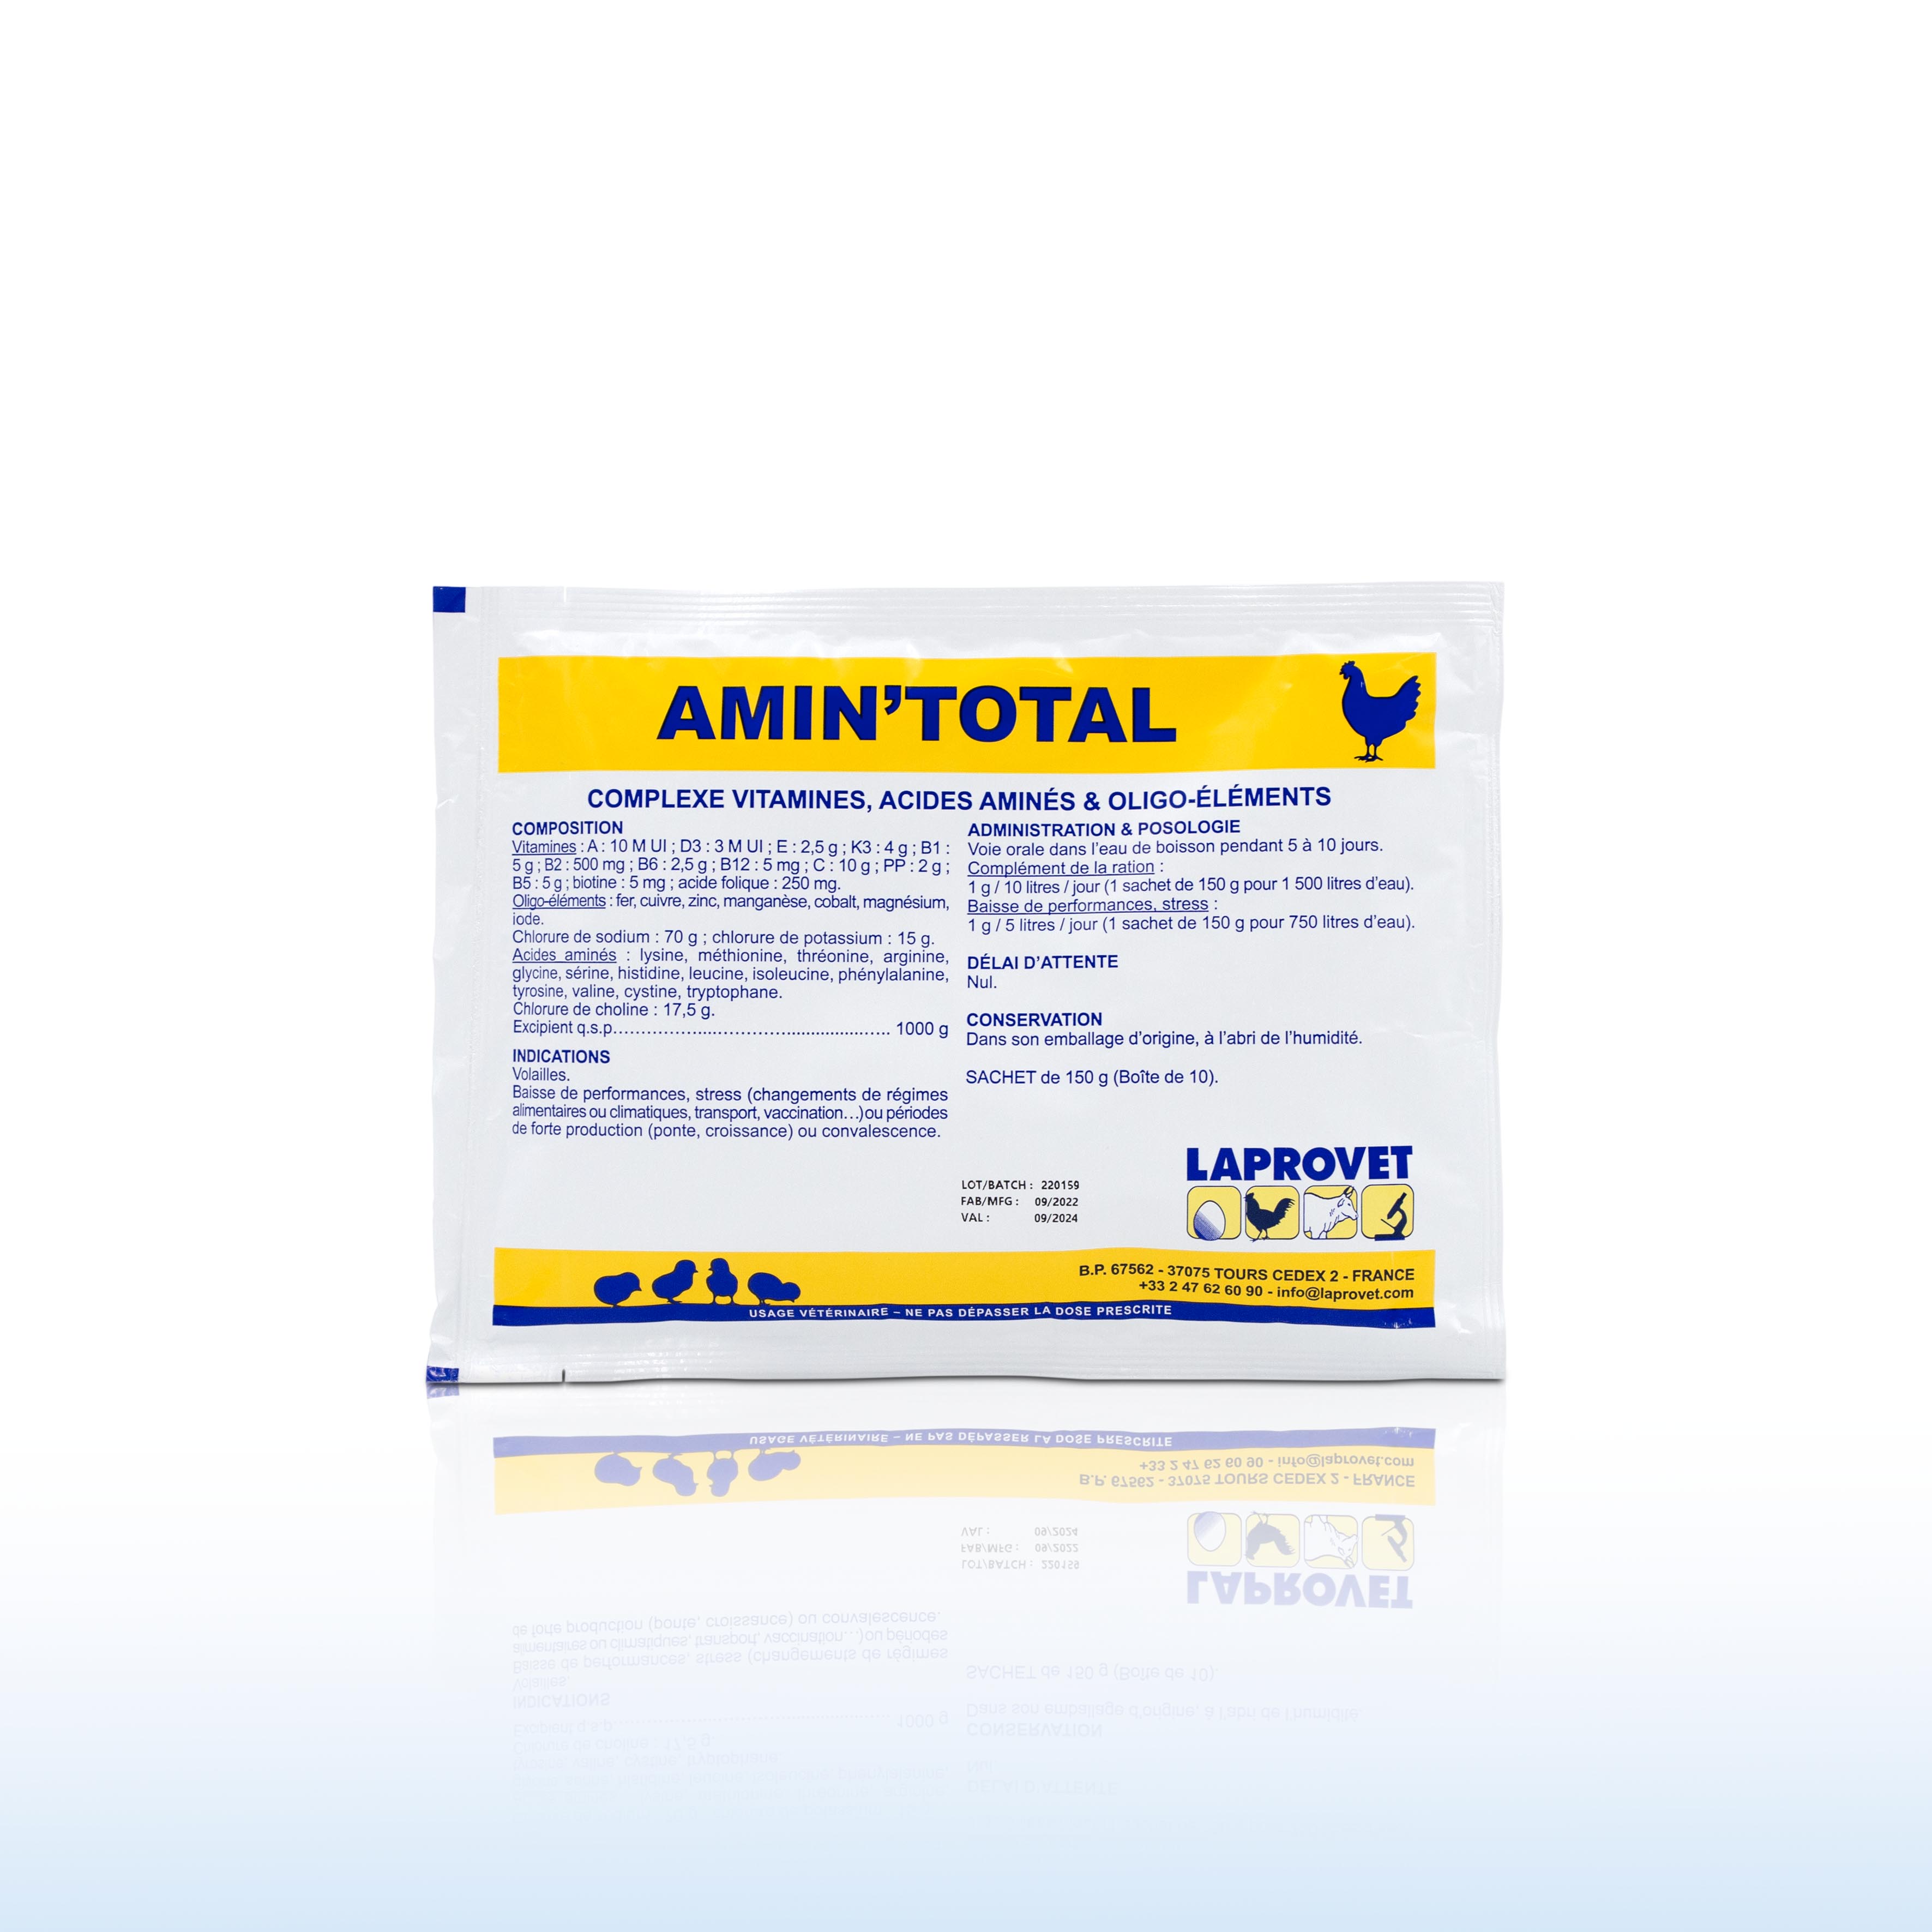 AMIN'TOTAL
COMPLEXE VITAMINES, ACIDES AMINÉS & OLIGO-ÉLÉMENTS
COMPOSITION
Vitamines : A : 10 M UI ; D3 : 3 M UI ; E : 2,5 g ; K3 : 4 g ; B1 :
5 g ; B2 : 500 mg ; B6 : 2,5 g ; B12 : 5 mg ; C : 10 g ; PP : 2 g ;
B5 : 5 g ; biotine : 5 mg ; acide folique : 250 mg.
Oligo-éléments : fer, cuivre, zinc, manganèse, cobalt, magnésium,
iode.
Chlorure de sodium : 70 g ; chlorure de potassium : 15 g.
Acides aminés : lysine, méthionine, thréonine, arginine,
glycine, sérine, histidine, leucine, isoleucine, phénylalanine,
tyrosine, valine, cystine, tryptophane.
Chlorure de choline : 17,5 g.
Excipient q.s.p.................................................... 1000 g
INDICATIONS
Volailles.
Baisse de performances, stress (changements de régimes
alimentaires ou climatiques, transport, vaccination...)ou périodes
de forte production (ponte, croissance) ou convalescence.
ADMINISTRATION & POSOLOGIE
Voie orale dans l'eau de boisson pendant 5 à 10 jours.
Complément de la ration :
1 g / 10 litres / jour (1 sachet de 150 g pour 1 500 litres d'eau).
Baisse de performances, stress :
1 g / 5 litres / jour (1 sachet de 150 g pour 750 litres d'eau).
DÉLAI D'ATTENTE
Nul.
CONSERVATION
Dans son emballage d'origine, à l'abri de l'humidité.
SACHET de 150 g (Boîte de 10).
LOT/BATCH : 220159
FAB/MFG : 09/2022
VAL : 09/2024
LAPROVET
B.P. 67562 - 37075 TOURS CEDEX 2 - FRANCE
+33 2 47 62 60 90 - info@laprovet.com
USAGE VÉTÉRINAIRE – NE PAS DÉPASSER LA DOSE PRESCRITE